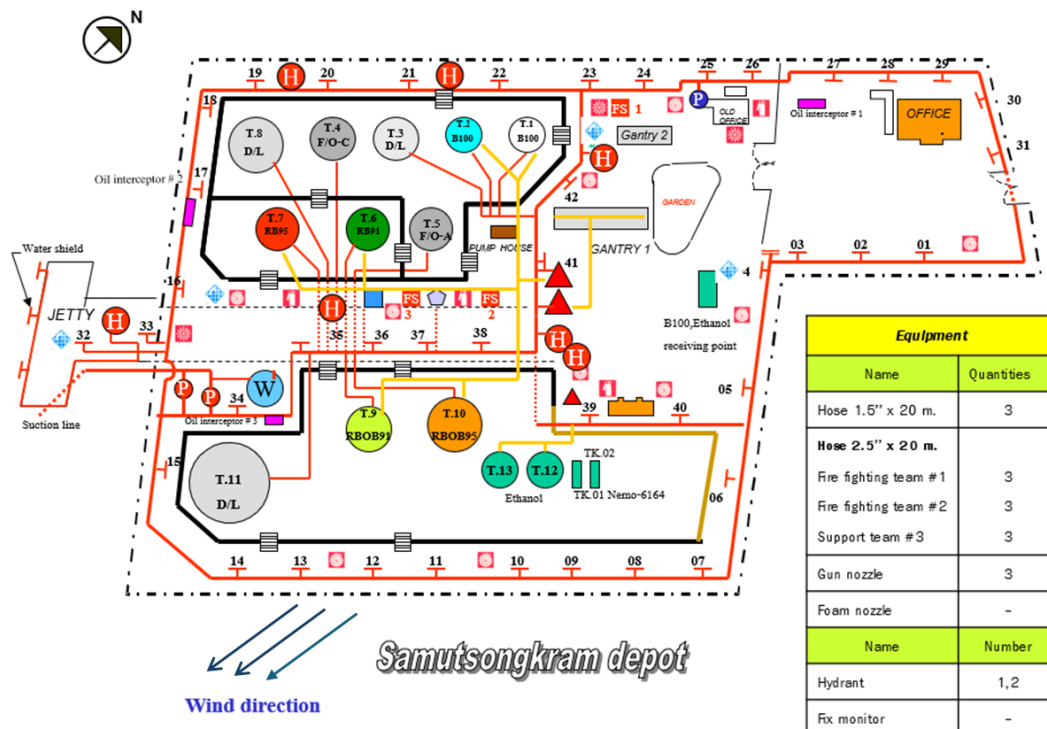 N
19
H
20
21
H
22
23
24
25
26
27
28
29
30
31
18
T.8
D/L
T.4
F/O-C
T.3
D/L
T.2
B100
T.1
B100
FS 1
Gantry 2
P
OLD
OFFICE
Oil interceptor # 1
OFFICE
H
42
Oil interceptor # 2
17
T.7
RB95
T.6
RB91
T.5
F/O-A
PUMP HOUSE
GANTRY 1
GARDEN
03
02
01
Water shield
16
41
4
JETTY
H
32
33
H
FS
3
FS
2
35
36
37
38
H
H
B100,Ethanol
receiving point
P
P
W
34
Suction line
Oil interceptor # 3
T.9
RBOB91
T.10
RBOB95
39
40
05
15
T.11
D/L
T.13
T.12
Ethanol
TK.02
TK.01 Nemo-6164
06
14
13
12
11
10
09
08
07
Wind direction
Samutsongkram depot
Equipment
Name Quantities
Hose 1.5” x 20 m. 3
Hose 2.5” x 20 m.
Fire fighting team #1 3
Fire fighting team #2 3
Support team #3 3
Gun nozzle 3
Foam nozzle -
Name Number
Hydrant 1,2
Fix monitor -